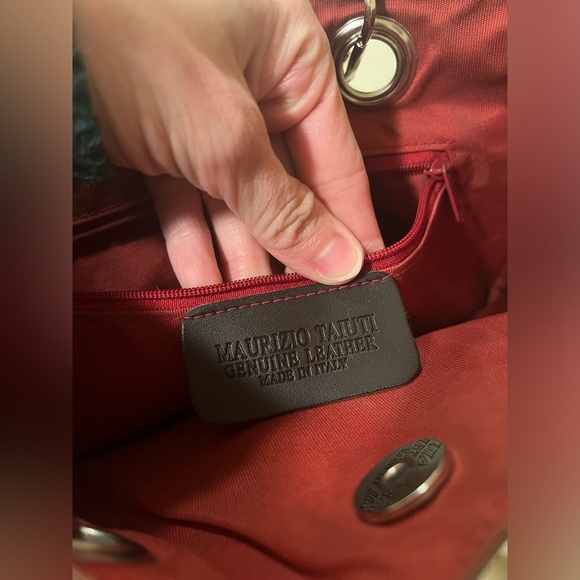 MAURIZIO TAIUTI
GENUINE LEATHER
MADE IN ITALY